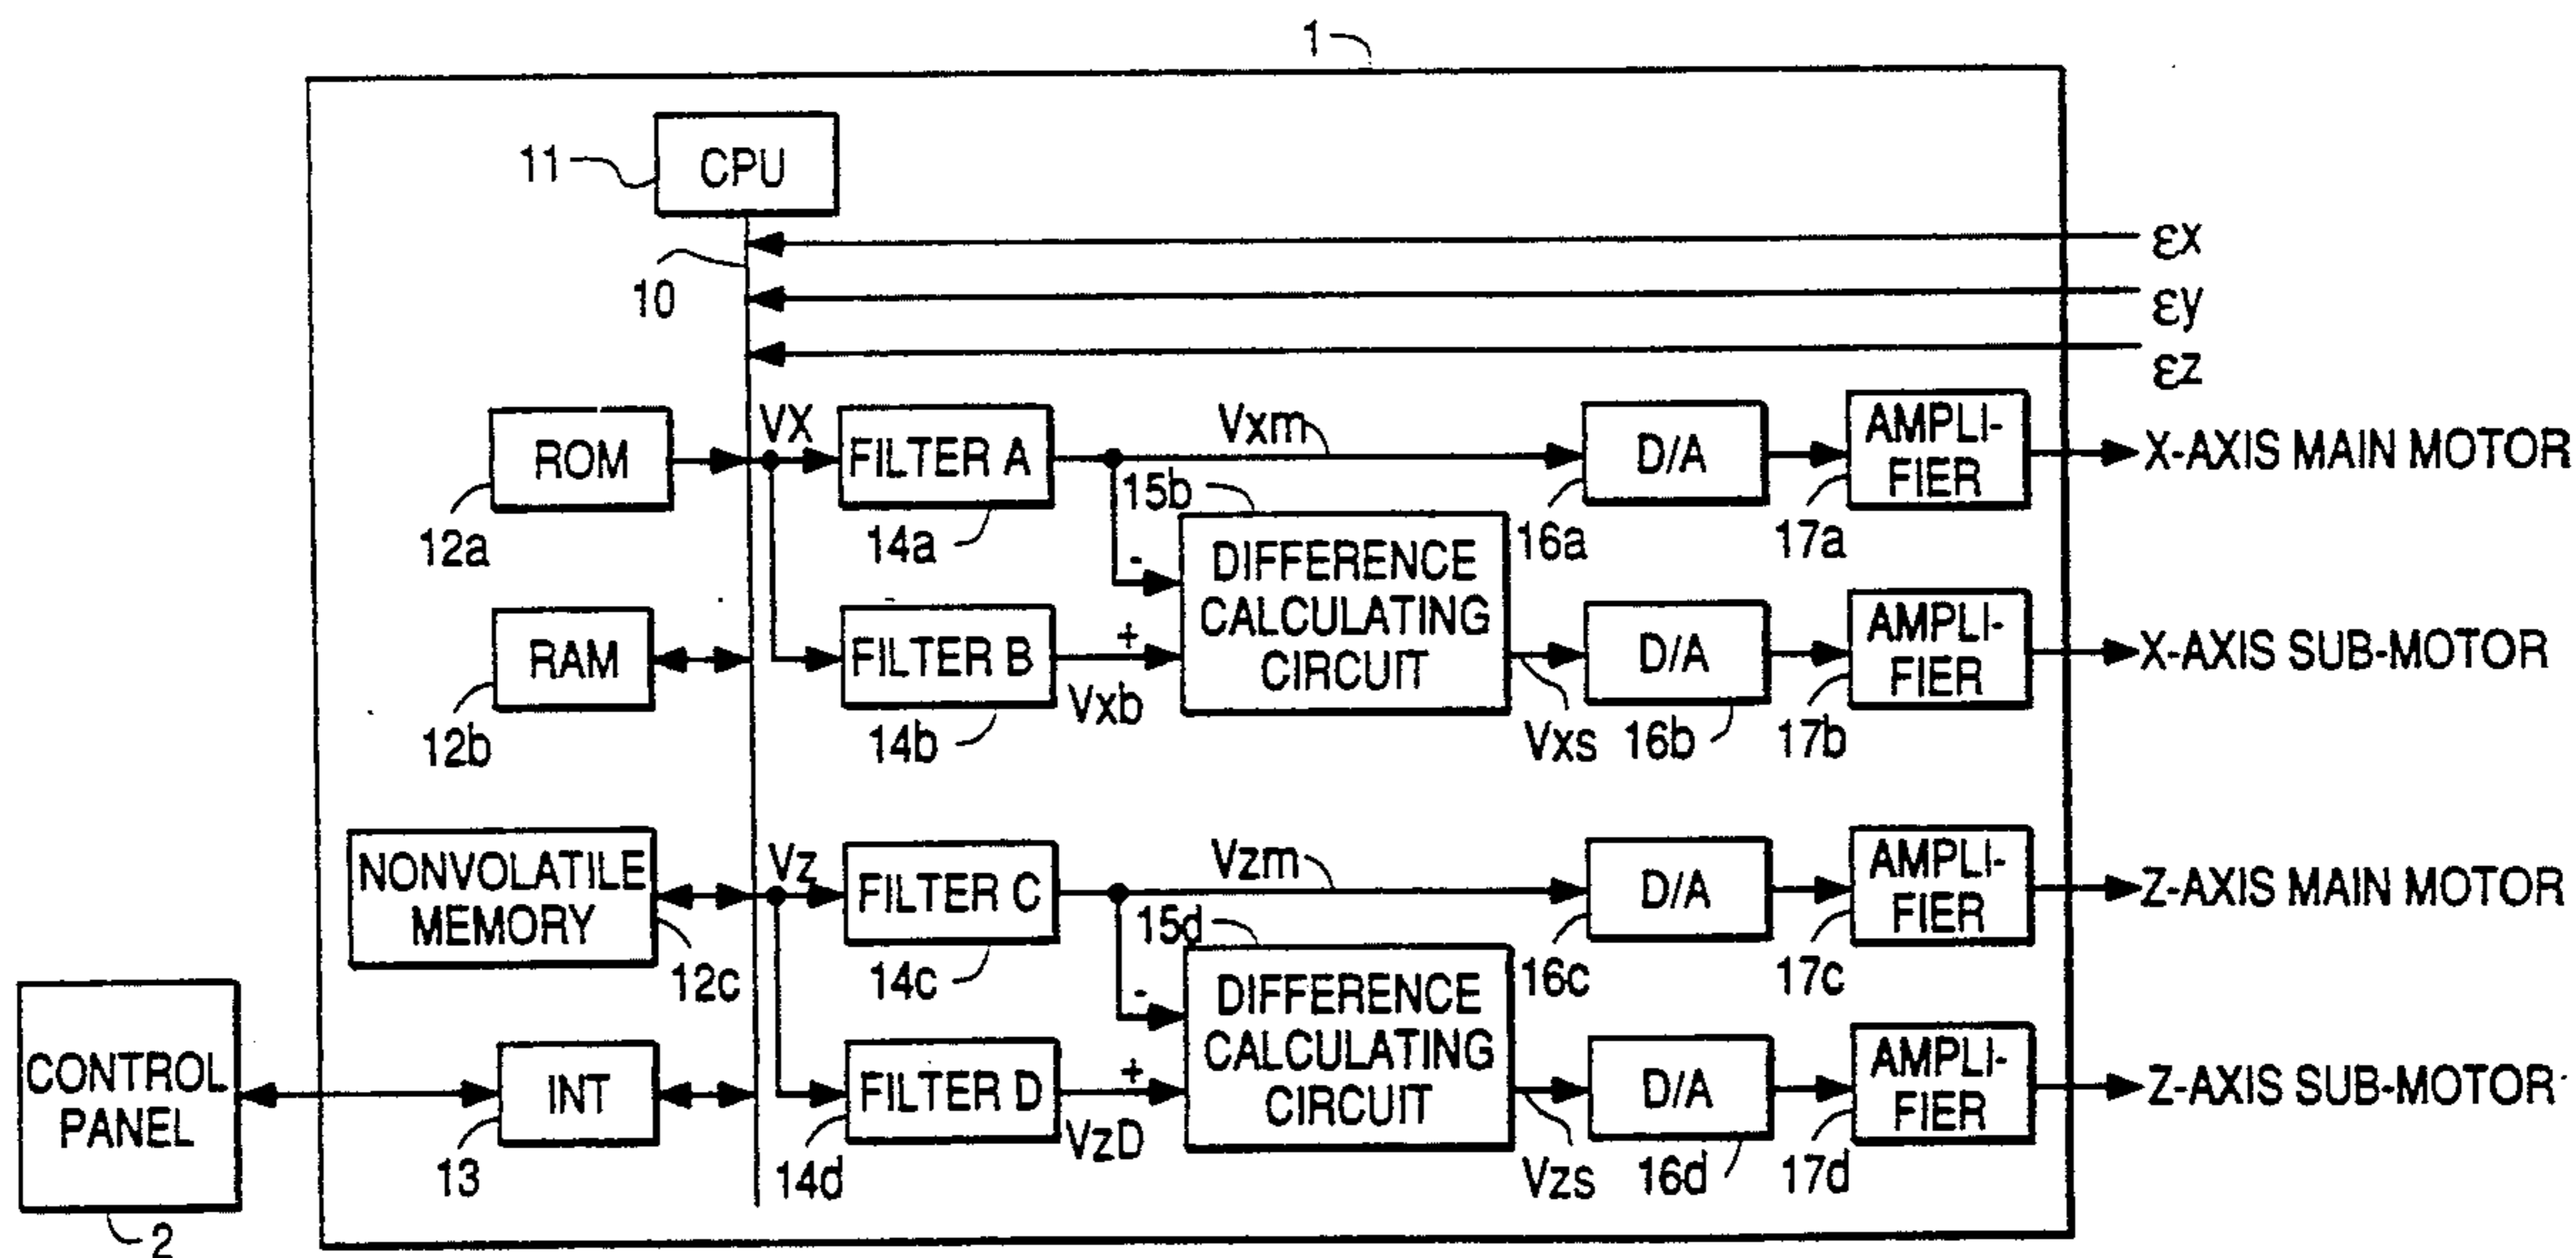 1
CPU
11
10
εx
εy
εz
ROM
12a
VX
FILTER A
14a
Vxm
15b
-
DIFFERENCE
CALCULATING
CIRCUIT
D/A
16a
AMPLI-
FIER
17a
X-AXIS MAIN MOTOR
RAM
12b
FILTER B
14b
+
Vxb
Vxs
D/A
16b
AMPLI-
FIER
17b
X-AXIS SUB-MOTOR
NONVOLATILE
MEMORY
12c
Vz
FILTER C
14c
Vzm
15d
-
DIFFERENCE
CALCULATING
CIRCUIT
D/A
16c
AMPLI-
FIER
17c
Z-AXIS MAIN MOTOR
CONTROL
PANEL
2
INT
13
FILTER D
14d
+
VzD
Vzs
D/A
16d
AMPLI-
FIER
17d
Z-AXIS SUB-MOTOR